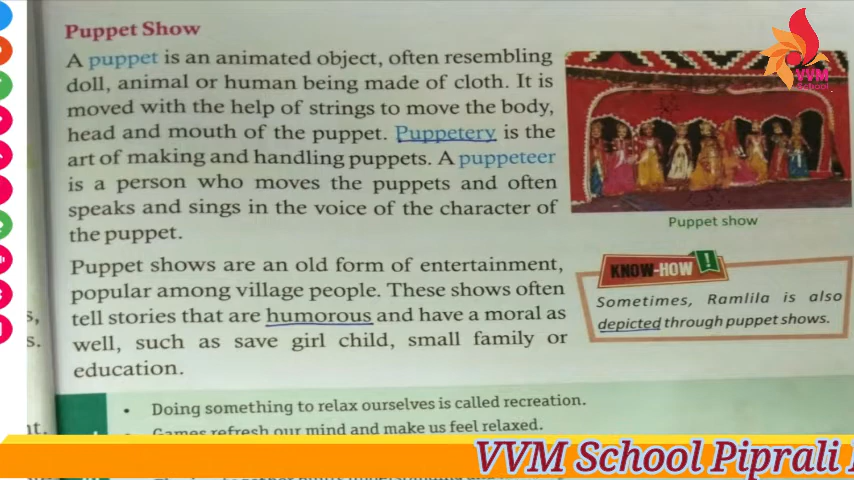 Puppet Show
A puppet is an animated object, often resembling
doll, animal or human being made of cloth. It is
moved with the help of strings to move the body,
head and mouth of the puppet. Puppetery is the
art of making and handling puppets. A puppeteer
is a person who moves the puppets and often
speaks and sings in the voice of the character of
the puppet.
Puppet shows are an old form of entertainment,
popular among village people. These shows often
tell stories that are humorous and have a moral as
well, such as save girl child, small family or
education.
VVM
School
Puppet show
KNOW-HOW !
Sometimes, Ramlila is also
depicted through puppet shows.
s,
s.
nt.
• Doing something to relax ourselves is called recreation.
Games refresh our mind and make us feel relaxed.
VVM School Piprali